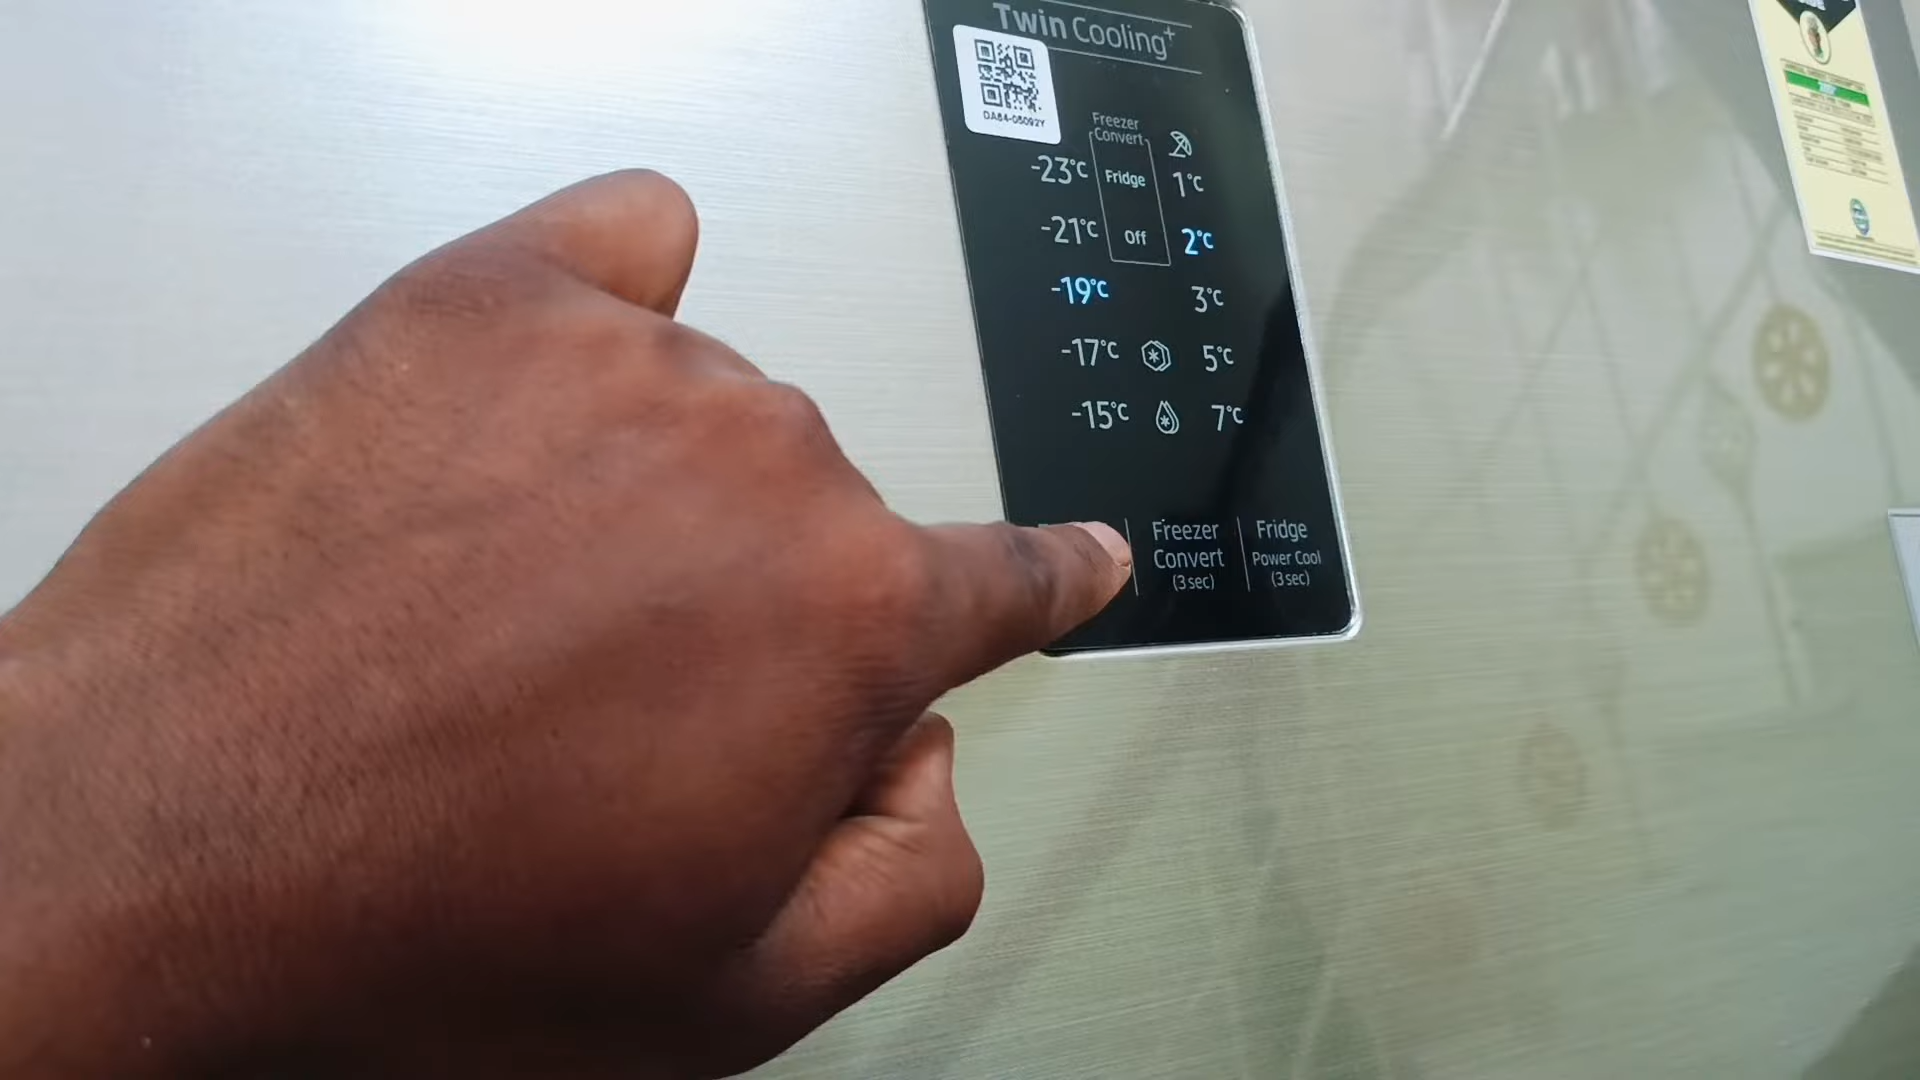 Twin Cooling+
DA64-05092Y
Freezer
Convert
-23°C Fridge 1°C
-21°C Off 2°C
-19°C 3°C
-17°C 5°C
-15°C 7°C
Freezer
Convert
(3 sec)
Fridge
Power Cool
(3 sec)